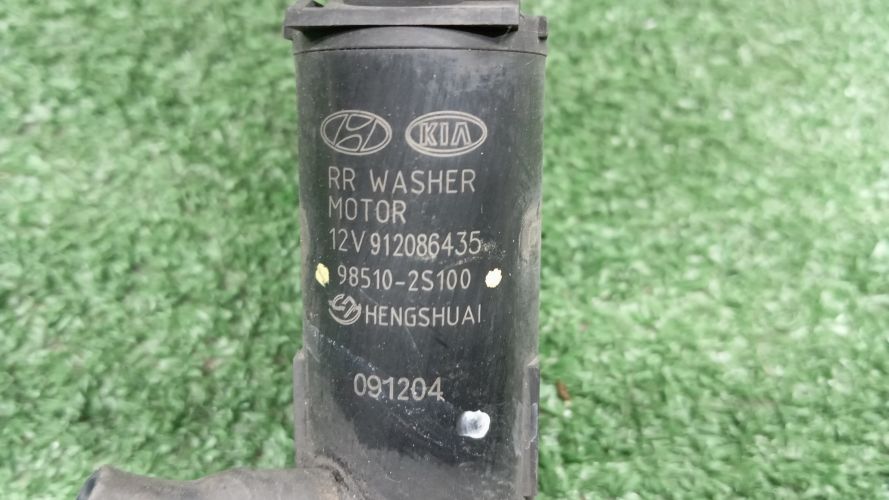 KIA
RR WASHER
MOTOR
12V 912086435
98510-2S100
HENGSHUAI
091204